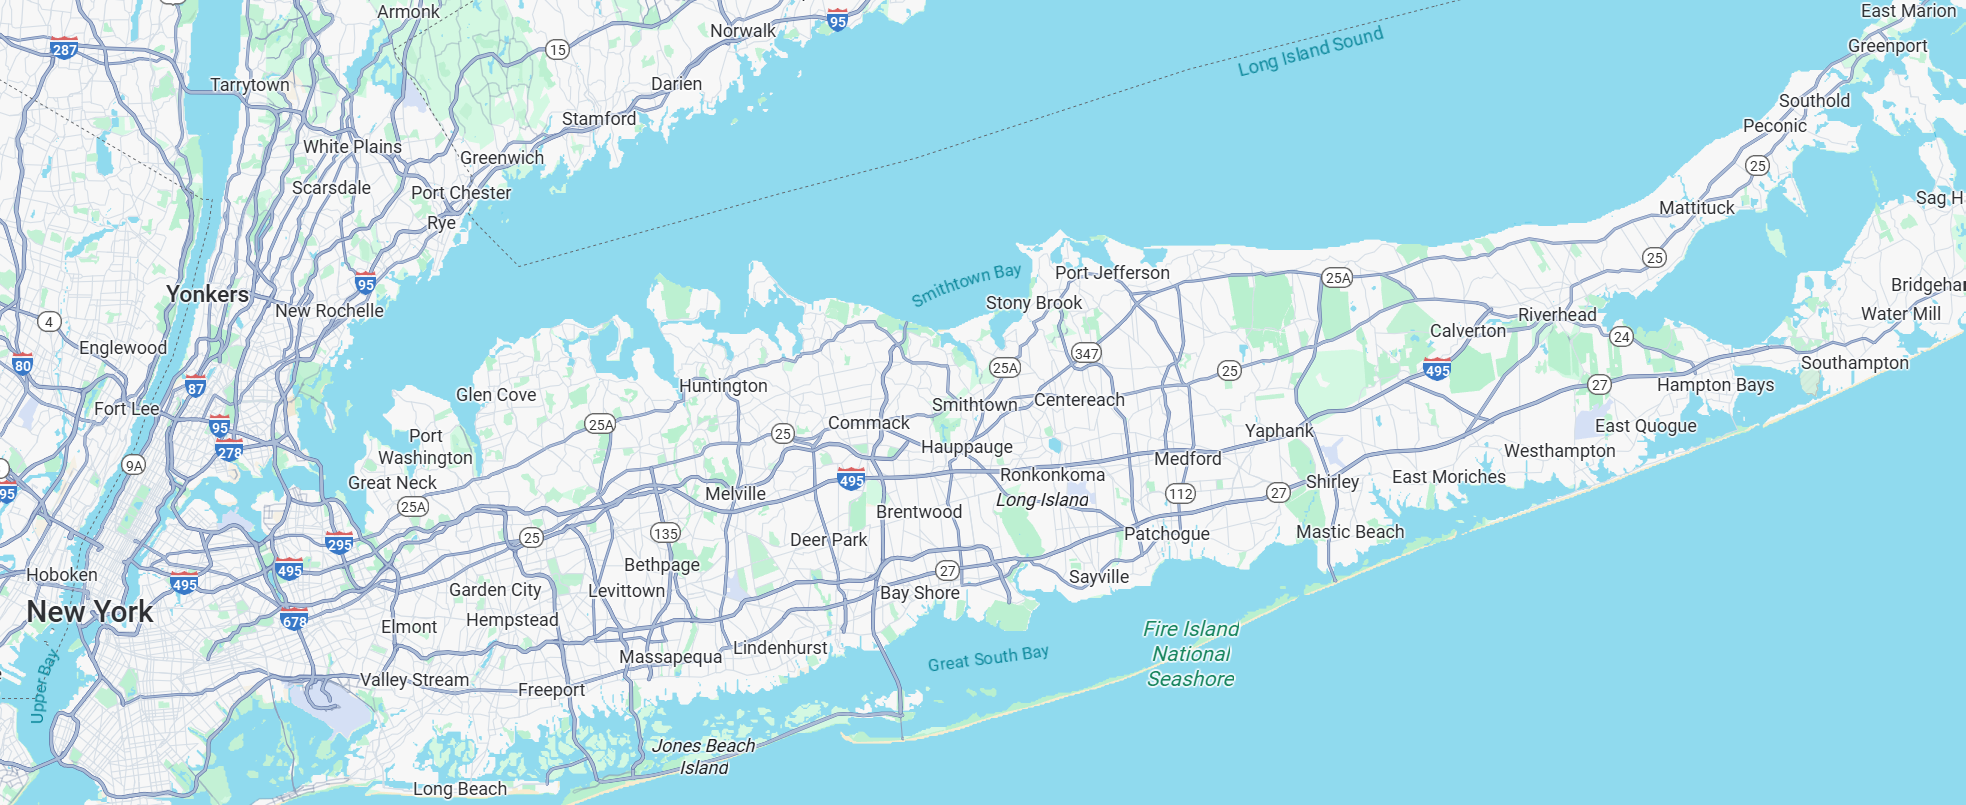 Armonk
95
East Marion
287
15
Norwalk
Long Island Sound
Greenport
Tarrytown
Darien
Southold
Stamford
Peconic
White Plains
Greenwich
25
Scarsdale
Port Chester
Sag H
Rye
Mattituck
25
Smithtown Bay
Port Jefferson
25A
95
Yonkers
Stony Brook
Bridgehar
New Rochelle
Riverhead
Water Mill
4
Calverton
24
Englewood
347
80
25A
25
495
Southampton
87
Huntington
27
Hampton Bays
Glen Cove
Smithtown
Centereach
Fort Lee
25A
Commack
95
East Quogue
Port
Washington
25
Yaphank
278
Hauppauge
Westhampton
9A
Medford
Great Neck
495
Ronkonkoma
Shirley
East Moriches
95
Melville
Long Island
112
27
25A
Brentwood
135
Patchogue
Mastic Beach
295
25
Deer Park
Hoboken
495
495
Bethpage
27
Sayville
Garden City
Levittown
Bay Shore
New York
678
Elmont
Hempstead
Fire Island
National
Seashore
Massapequa
Lindenhurst
Great South Bay
Upper Bay
Valley Stream
Freeport
Jones Beach
Island
Long Beach